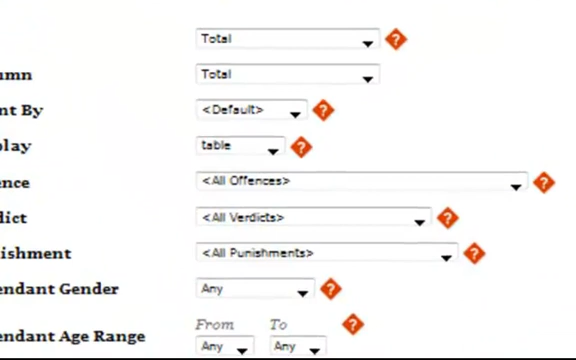 Total ?
umn Total
nt By <Default> ?
play table ?
ence <All Offences> ?
dict <All Verdicts> ?
ishment <All Punishments> ?
endant Gender Any ?
From To ?
endant Age Range Any Any